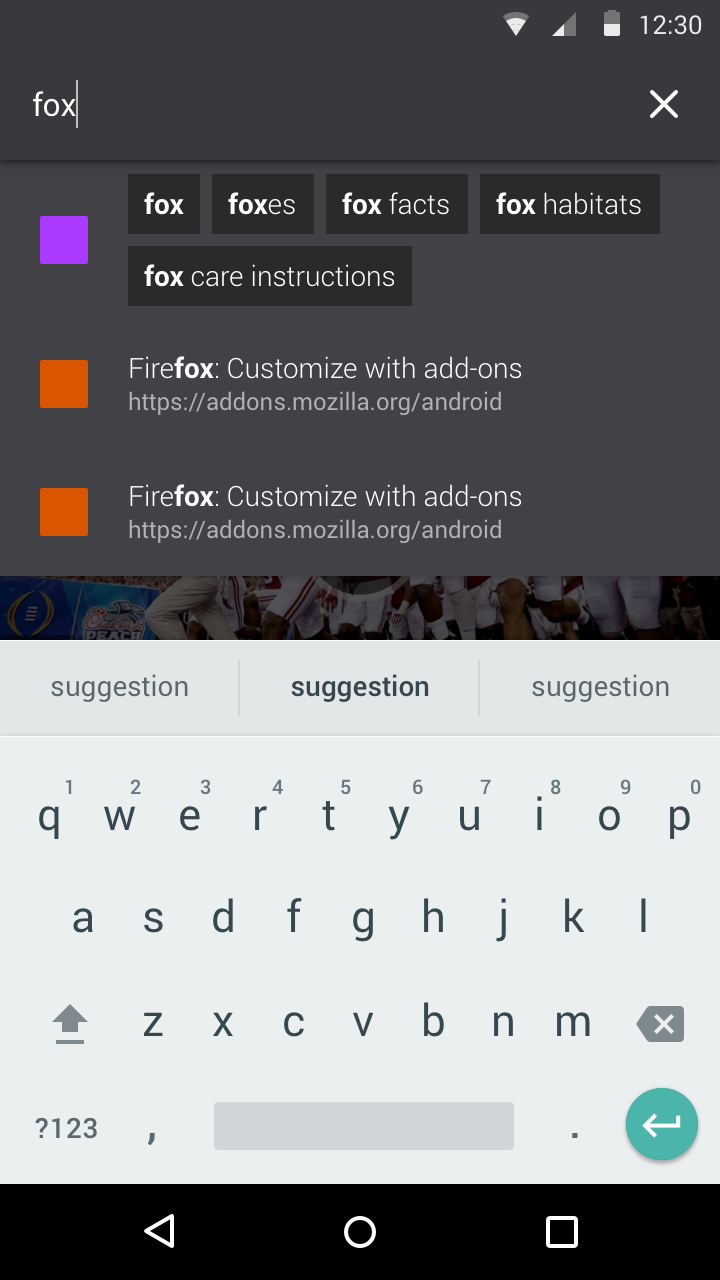 12:30
fox
fox foxes fox facts fox habitats
fox care instructions
Firefox: Customize with add-ons
https://addons.mozilla.org/android
Firefox: Customize with add-ons
https://addons.mozilla.org/android
PEACH
suggestion suggestion suggestion
1 2 3 4 5 6 7 8 9 0
q w e r t y u i o p
a s d f g h j k l
z x c v b n m
?123 , .